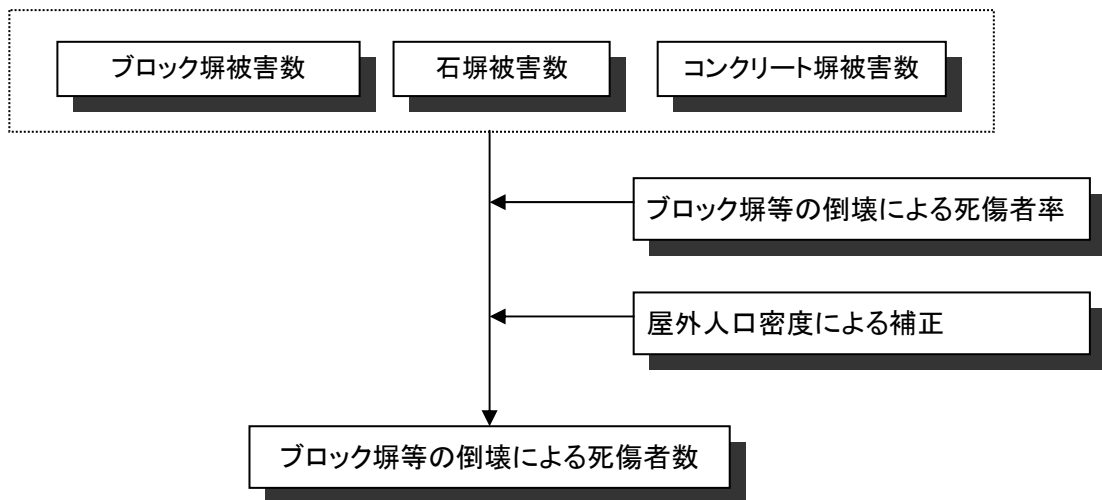 ブロック塀被害数
石塀被害数
コンクリート塀被害数
ブロック塀等の倒壊による死傷者率
屋外人口密度による補正
ブロック塀等の倒壊による死傷者数